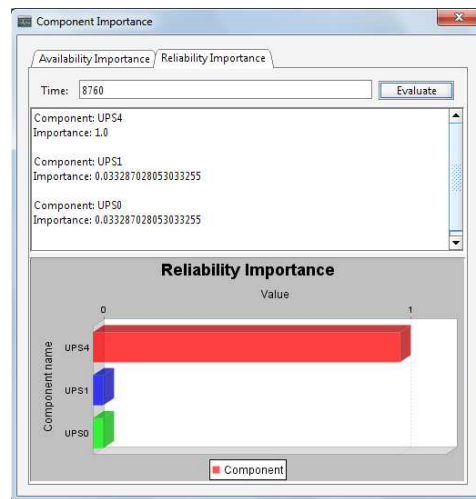 Component Importance
Availability Importance Reliability Importance
Time: 8760 Evaluate
Component: UPS4
Importance: 1.0
Component: UPS1
Importance: 0.033287028053033255
Component: UPS0
Importance: 0.033287028053033255
Reliability Importance
Value
0 1
Component name
UPS4
UPS1
UPS0
Component